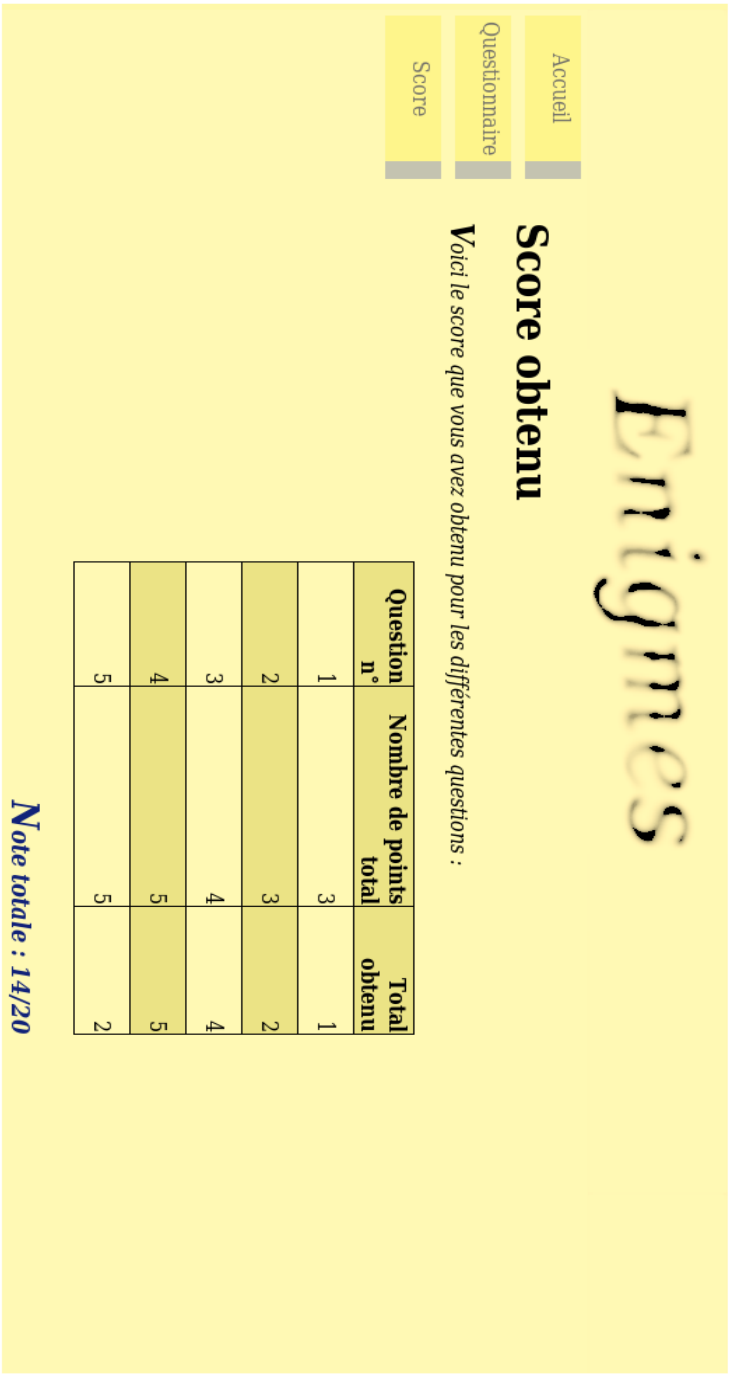 Enigmes
Accueil
Questionnaire
Score
Score obtenu
Voici le score que vous avez obtenu pour les différentes questions :
Question n° Nombre de points total Total obtenu
1 3 1
2 3 2
3 4 4
4 5 5
5 5 2
Note totale : 14/20